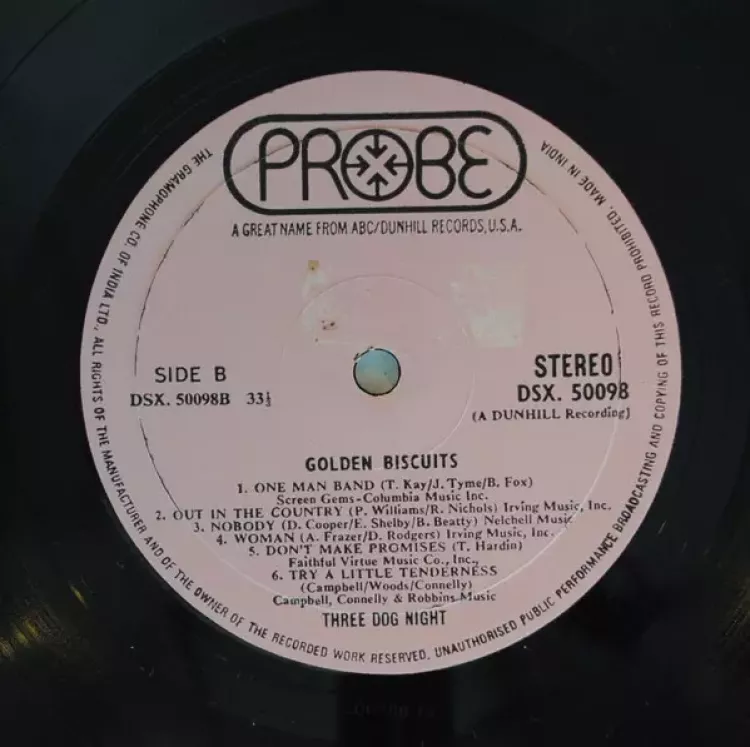 PROBE
A GREAT NAME FROM ABC/DUNHILL RECORDS, U.S.A.
SIDE B
DSX. 50098B 33⅓
STEREO
DSX. 50098
(A DUNHILL Recording)
GOLDEN BISCUITS
1. ONE MAN BAND (T. Kay/J. Tyme/B. Fox)
Screen Gems-Columbia Music Inc.
2. OUT IN THE COUNTRY (P. Williams/R. Nichols) Irving Music, Inc.
3. NOBODY (D. Cooper/E. Shelby/B. Beatty) Nelchell Music
4. WOMAN (A. Frazer/D. Rodgers) Irving Music, Inc.
5. DON'T MAKE PROMISES (T. Hardin)
Faithful Virtue Music Co., Inc.,
6. TRY A LITTLE TENDERNESS
(Campbell/Woods/Connelly)
Campbell, Connelly & Robbins Music
THREE DOG NIGHT
THE GRAMOPHONE CO. OF INDIA LTD., ALL RIGHTS OF THE MANUFACTURER AND OF THE OWNER OF THE RECORDED WORK RESERVED. UNAUTHORISED PUBLIC PERFORMANCE BROADCASTING AND COPYING OF THIS RECORD PROHIBITED. MADE IN INDIA